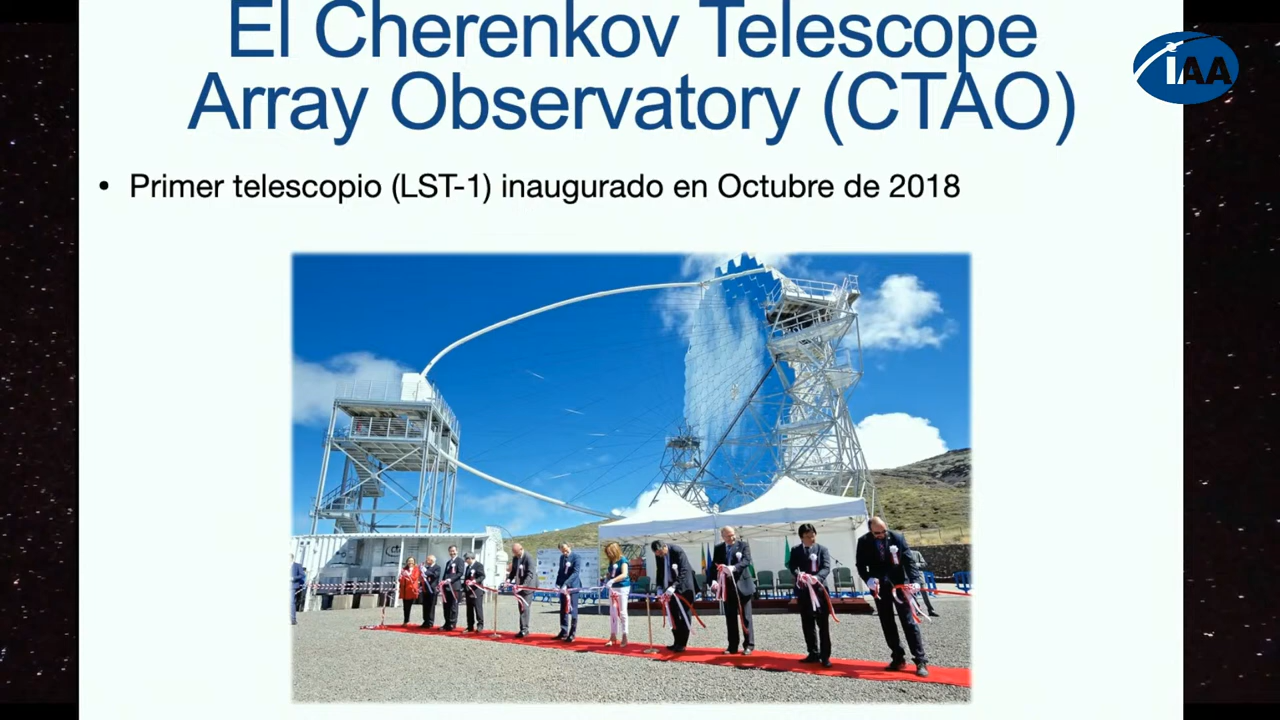 El Cherenkov Telescope
Array Observatory (CTAO)
IAA
• Primer telescopio (LST-1) inaugurado en Octubre de 2018